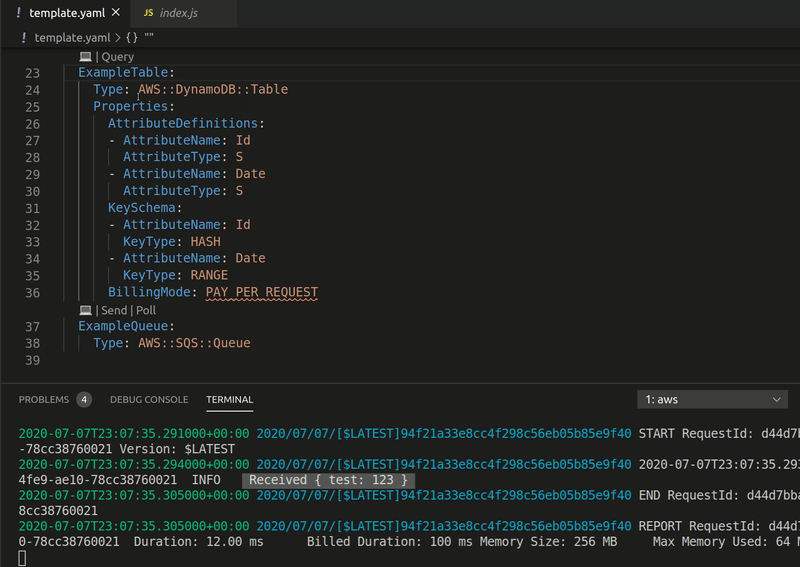 ! template.yaml ✕ JS index.js
! template.yaml > {} ""
| Query
23 ExampleTable:
24 Type: AWS::DynamoDB::Table
25 Properties:
26 AttributeDefinitions:
27 - AttributeName: Id
28 AttributeType: S
29 - AttributeName: Date
30 AttributeType: S
31 KeySchema:
32 - AttributeName: Id
33 KeyType: HASH
34 - AttributeName: Date
35 KeyType: RANGE
36 BillingMode: PAY_PER_REQUEST
| Send | Poll
37 ExampleQueue:
38 Type: AWS::SQS::Queue
39
PROBLEMS 4 DEBUG CONSOLE TERMINAL 1: aws
2020-07-07T23:07:35.291000+00:00 2020/07/07/[$LATEST]94f21a33e8cc4f298c56eb05b85e9f40 START RequestId: d44d7b
-78cc38760021 Version: $LATEST
2020-07-07T23:07:35.294000+00:00 2020/07/07/[$LATEST]94f21a33e8cc4f298c56eb05b85e9f40 2020-07-07T23:07:35.293
4fe9-ae10-78cc38760021 INFO Received { test: 123 }
2020-07-07T23:07:35.305000+00:00 2020/07/07/[$LATEST]94f21a33e8cc4f298c56eb05b85e9f40 END RequestId: d44d7bba
8cc38760021
2020-07-07T23:07:35.305000+00:00 2020/07/07/[$LATEST]94f21a33e8cc4f298c56eb05b85e9f40 REPORT RequestId: d44d7
0-78cc38760021 Duration: 12.00 ms Billed Duration: 100 ms Memory Size: 256 MB Max Memory Used: 64 M